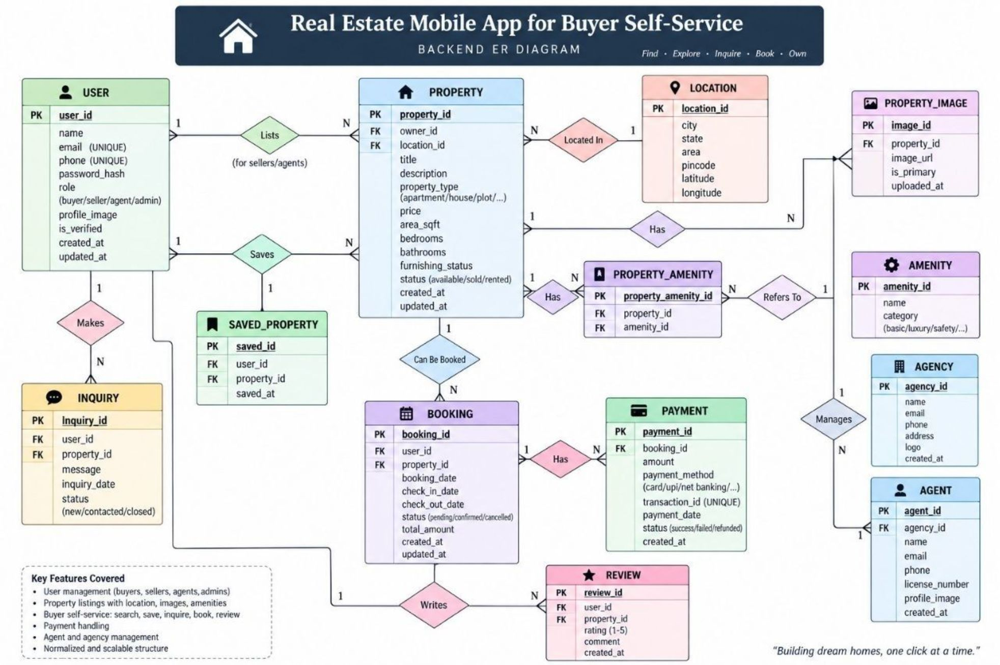 Real Estate Mobile App for Buyer Self-Service
BACKEND ER DIAGRAM
Find • Explore • Inquire • Book • Own
USER
PK user_id
name
email (UNIQUE)
phone (UNIQUE)
password_hash
role
(buyer/seller/agent/admin)
profile_image
is_verified
created_at
updated_at
1
Lists
N
(for sellers/agents)
1
Saves
N
1
PROPERTY
PK property_id
FK owner_id
FK location_id
title
description
property_type
(apartment/house/plot/...)
price
area_sqft
bedrooms
bathrooms
furnishing_status
status (available/sold/rented)
created_at
updated_at
N
Located In
1
LOCATION
PK location_id
city
state
area
pincode
latitude
longitude
1
Has
N
PROPERTY_IMAGE
PK image_id
FK property_id
image_url
is_primary
uploaded_at
1
Has
N
PROPERTY_AMENITY
PK property_amenity_id
FK property_id
FK amenity_id
N
Refers To
1
AMENITY
PK amenity_id
name
category
(basic/luxury/safety/...)
1
Makes
N
SAVED_PROPERTY
PK saved_id
FK user_id
FK property_id
saved_at
1
Can Be Booked
N
AGENCY
PK agency_id
name
email
phone
address
logo
created_at
1
Manages
N
1
INQUIRY
PK Inquiry_id
FK user_id
FK property_id
message
inquiry_date
status
(new/contacted/closed)
BOOKING
PK booking_id
FK user_id
FK property_id
booking_date
check_in_date
check_out_date
status (pending/confirmed/cancelled)
total_amount
created_at
updated_at
1
Has
N
PAYMENT
PK payment_id
FK booking_id
amount
payment_method
(card/upi/net banking/...)
transaction_id (UNIQUE)
payment_date
status (success/failed/refunded)
created_at
AGENT
PK agent_id
FK agency_id
name
email
phone
license_number
profile_image
created_at
1
Writes
N
REVIEW
PK review_id
FK user_id
FK property_id
rating (1-5)
comment
created_at
Key Features Covered
• User management (buyers, sellers, agents, admins)
• Property listings with location, images, amenities
• Buyer self-service: search, save, inquire, book, review
• Payment handling
• Agent and agency management
• Normalized and scalable structure
"Building dream homes, one click at a time."